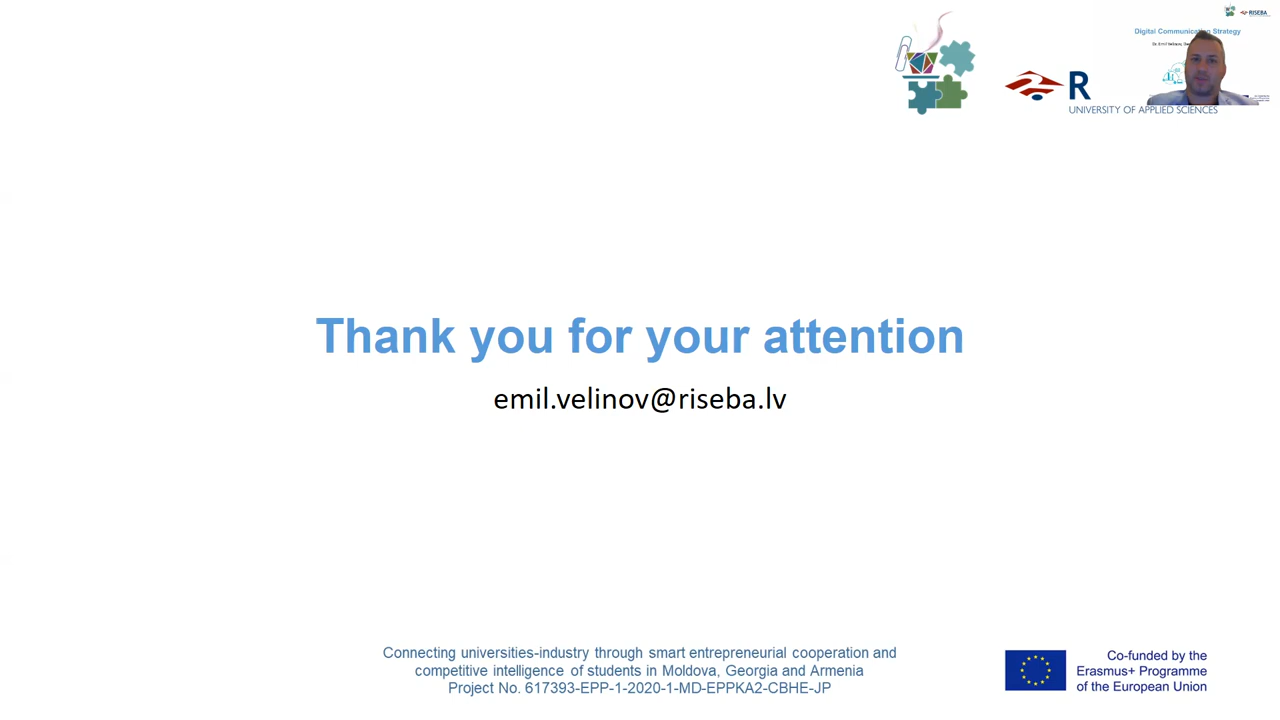 RISEBA
Digital Communication Strategy
R
UNIVERSITY OF APPLIED SCIENCES
Thank you for your attention
emil.velinov@riseba.lv
Connecting universities-industry through smart entrepreneurial cooperation and
competitive intelligence of students in Moldova, Georgia and Armenia
Project No. 617393-EPP-1-2020-1-MD-EPPKA2-CBHE-JP
Co-funded by the
Erasmus+ Programme
of the European Union